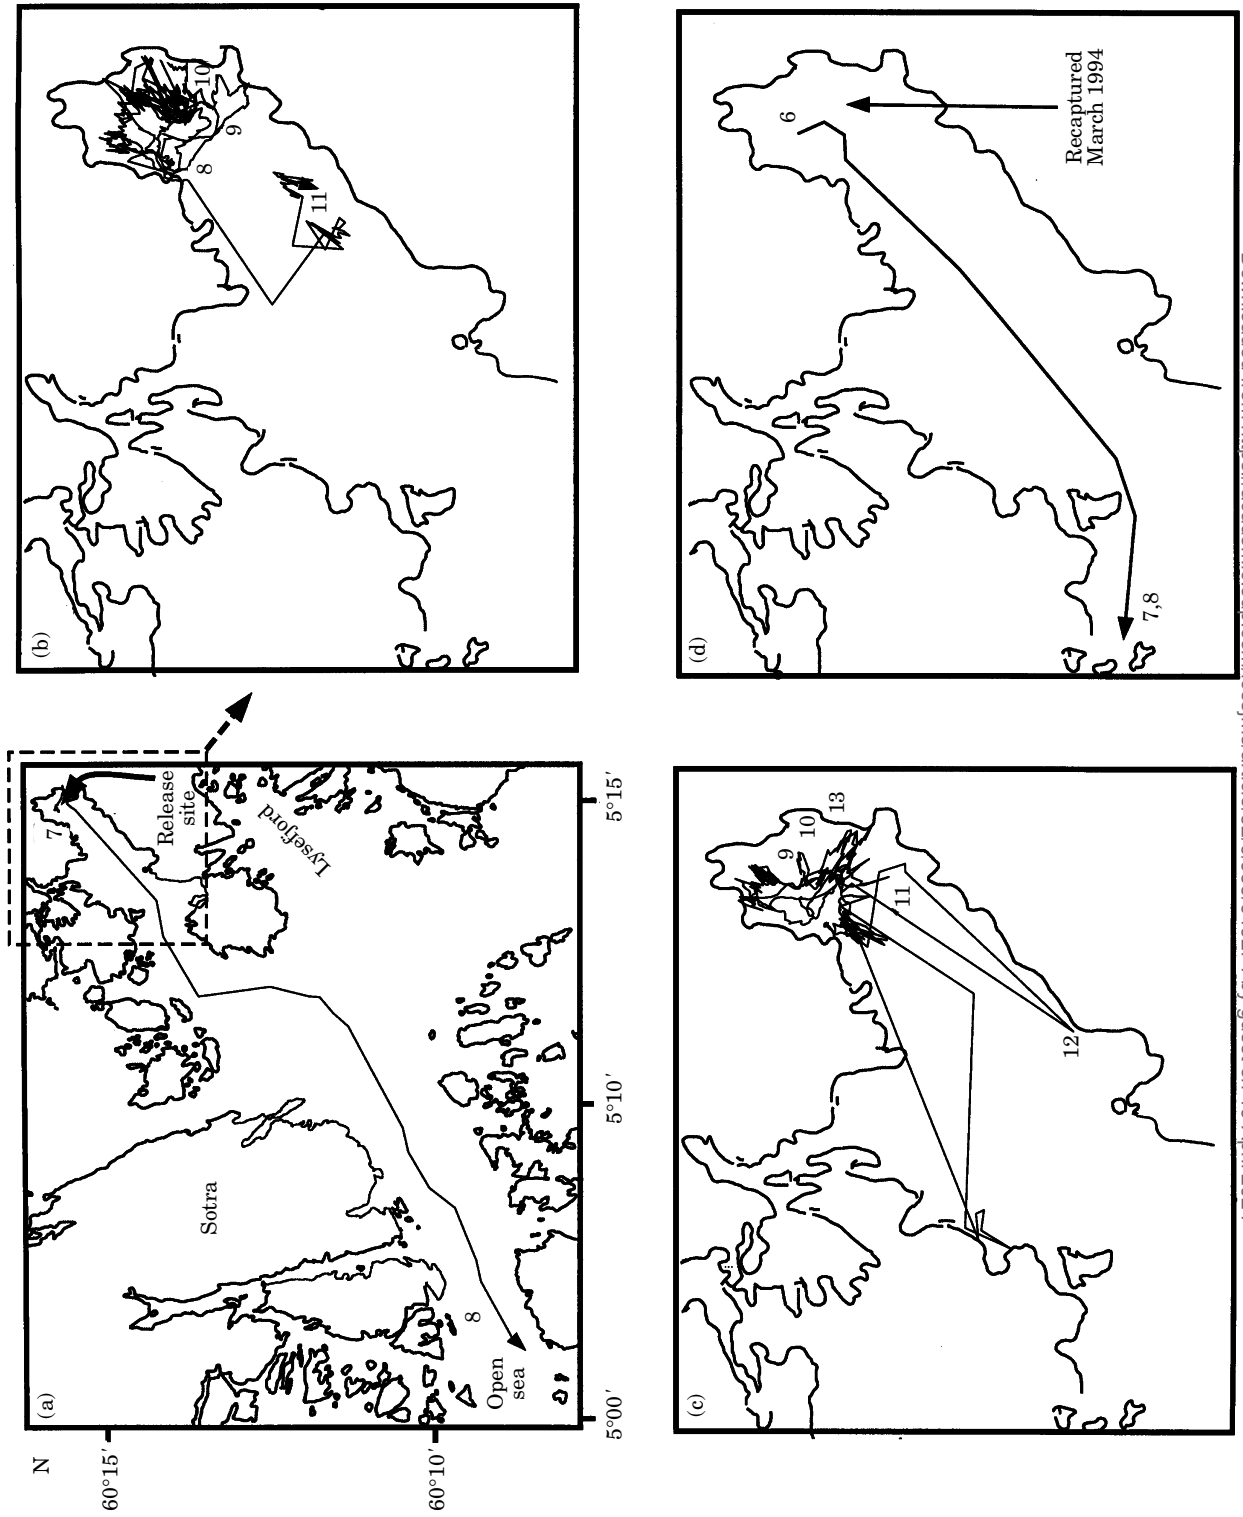 (a)
N
60°15′
60°10′
5°00′
5°10′
5°15′
7
Release
site
Lysefjord
Sotra
8
Open
sea
(b)
8
9
10
11
(c)
9
10
11
12
13
(d)
6
7,8
Recaptured
March 1994